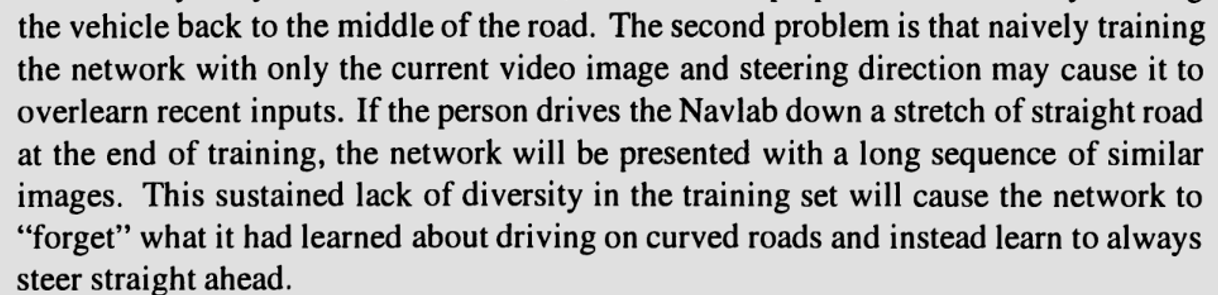 the vehicle back to the middle of the road. The second problem is that naively training
the network with only the current video image and steering direction may cause it to
overlearn recent inputs. If the person drives the Navlab down a stretch of straight road
at the end of training, the network will be presented with a long sequence of similar
images. This sustained lack of diversity in the training set will cause the network to
“forget” what it had learned about driving on curved roads and instead learn to always
steer straight ahead.